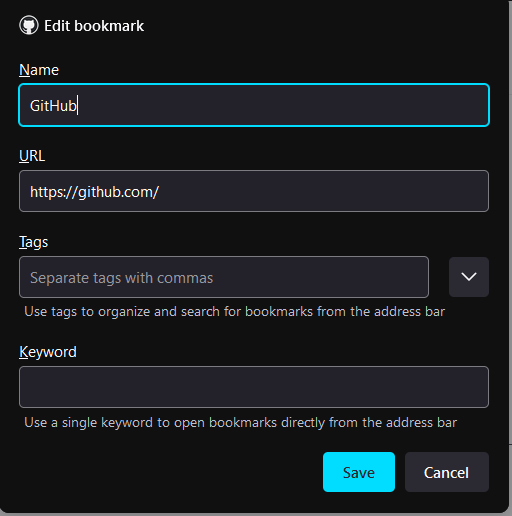 Edit bookmark
Name
GitHub
URL
https://github.com/
Tags
Separate tags with commas
Use tags to organize and search for bookmarks from the address bar
Keyword
Use a single keyword to open bookmarks directly from the address bar
Save Cancel